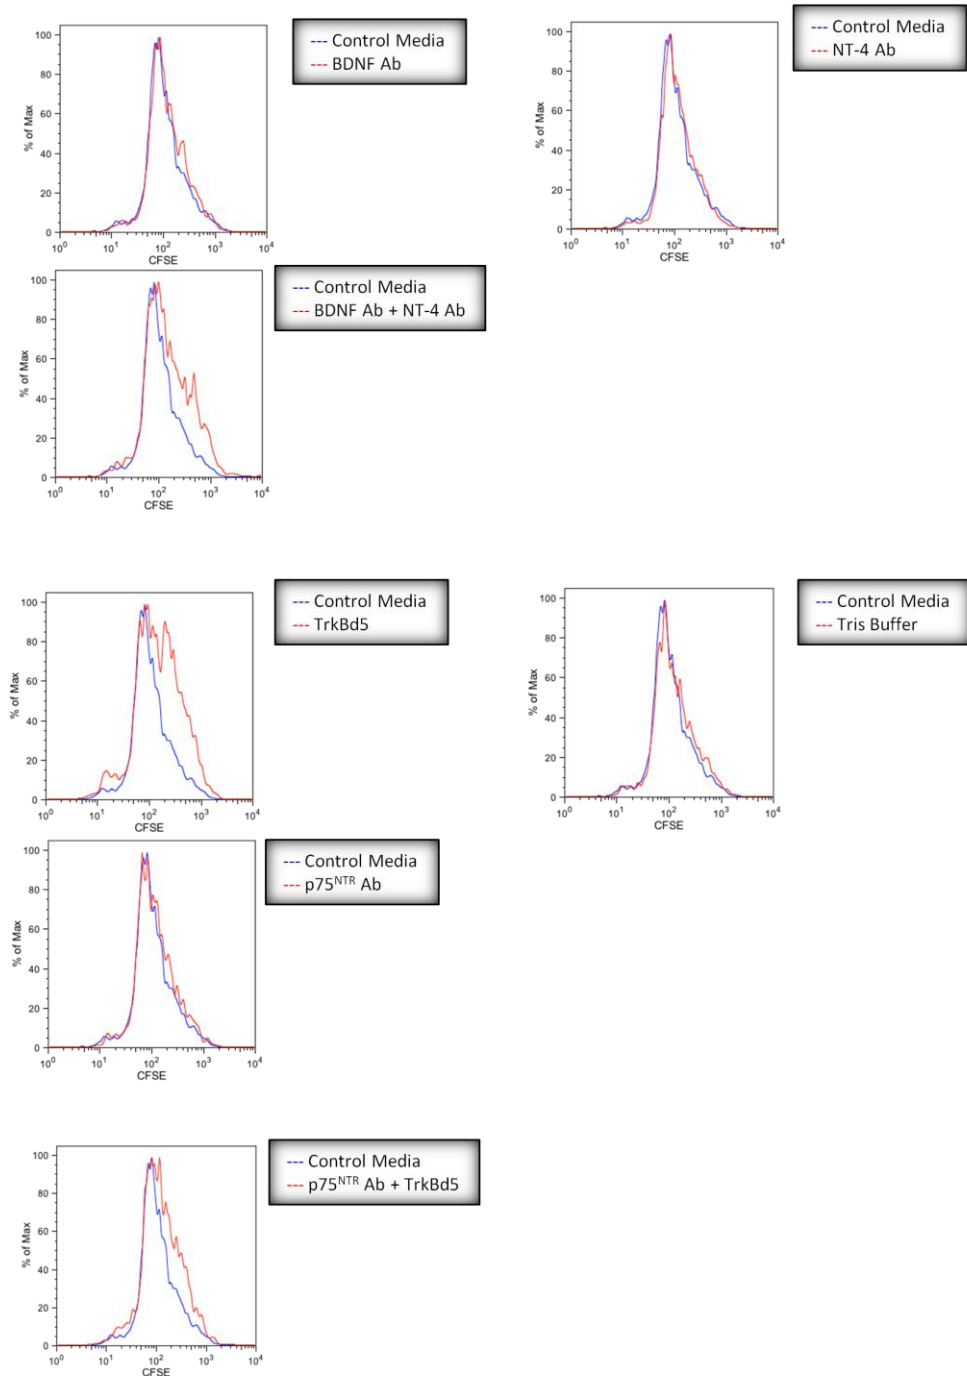 --- Control Media
--- BDNF Ab
% of Max
100
80
60
40
20
0
10⁰ 10¹ 10² 10³ 10⁴
CFSE
--- Control Media
--- NT-4 Ab
% of Max
100
80
60
40
20
0
10⁰ 10¹ 10² 10³ 10⁴
CFSE
--- Control Media
--- BDNF Ab + NT-4 Ab
% of Max
100
80
60
40
20
0
10⁰ 10¹ 10² 10³ 10⁴
CFSE
--- Control Media
--- TrkBd5
% of Max
100
80
60
40
20
0
10⁰ 10¹ 10² 10³ 10⁴
CFSE
--- Control Media
--- Tris Buffer
% of Max
100
80
60
40
20
0
10⁰ 10¹ 10² 10³ 10⁴
CFSE
--- Control Media
--- p75ᴺᵀᴿ Ab
% of Max
100
80
60
40
20
0
10⁰ 10¹ 10² 10³ 10⁴
CFSE
--- Control Media
--- p75ᴺᵀᴿ Ab + TrkBd5
% of Max
100
80
60
40
20
0
10⁰ 10¹ 10² 10³ 10⁴
CFSE